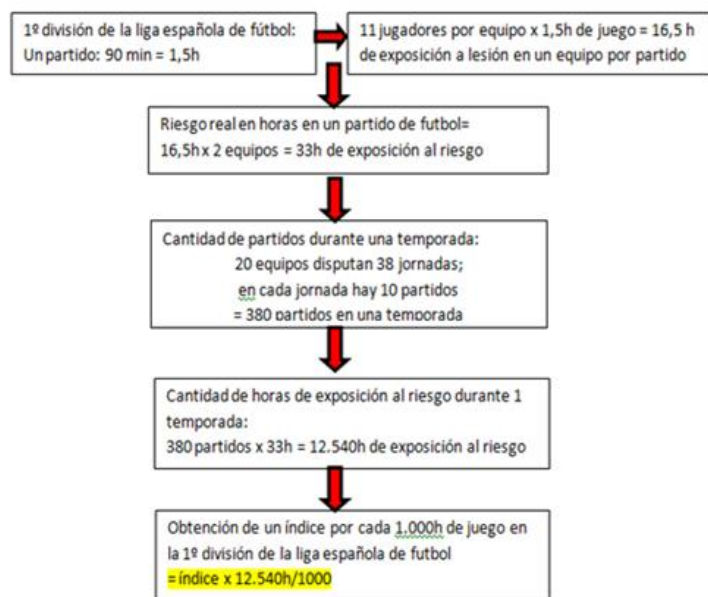 1º división de la liga española de fútbol:
Un partido: 90 min = 1,5h
11 jugadores por equipo x 1,5h de juego = 16,5 h
de exposición a lesión en un equipo por partido
Riesgo real en horas en un partido de futbol=
16,5h x 2 equipos = 33h de exposición al riesgo
Cantidad de partidos durante una temporada:
20 equipos disputan 38 jornadas;
en cada jornada hay 10 partidos
= 380 partidos en una temporada
Cantidad de horas de exposición al riesgo durante 1
temporada:
380 partidos x 33h = 12.540h de exposición al riesgo
Obtención de un índice por cada 1.000h de juego en
la 1º división de la liga española de futbol
= índice x 12.540h/1000